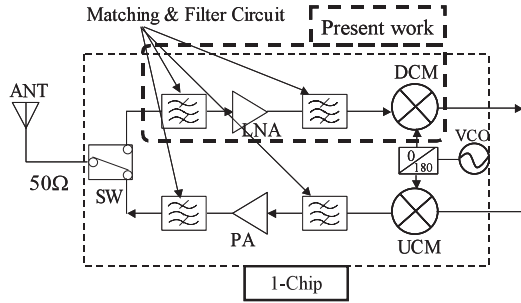 Matching & Filter Circuit
Present work
ANT
DCM
LNA
VCO
0
180
50Ω
SW
PA
UCM
1-Chip